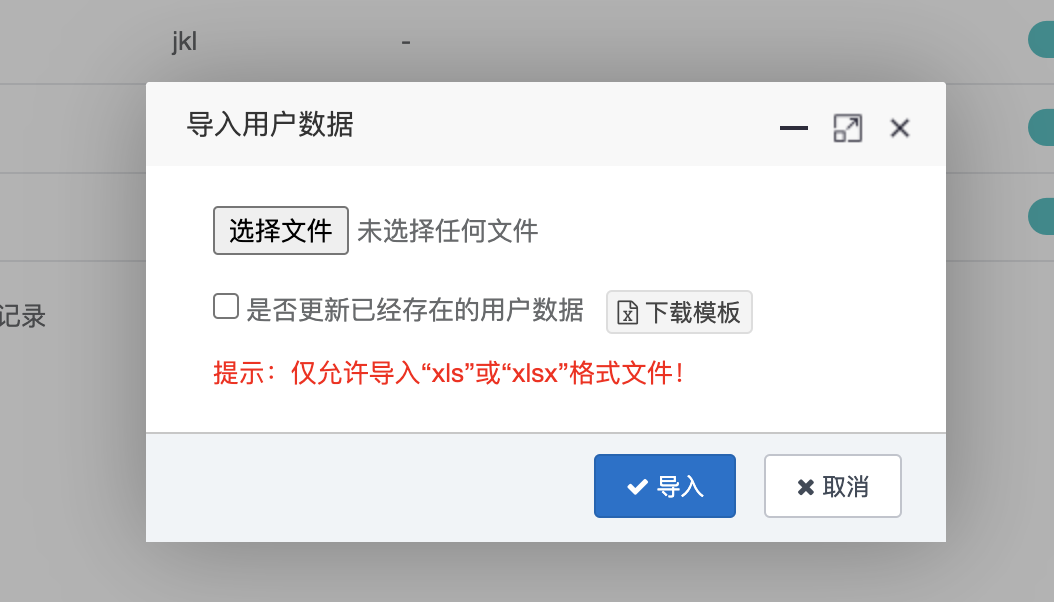 jkl -
导入用户数据
选择文件 未选择任何文件
是否更新已经存在的用户数据 下载模板
提示：仅允许导入“xls”或“xlsx”格式文件！
记录
导入 取消